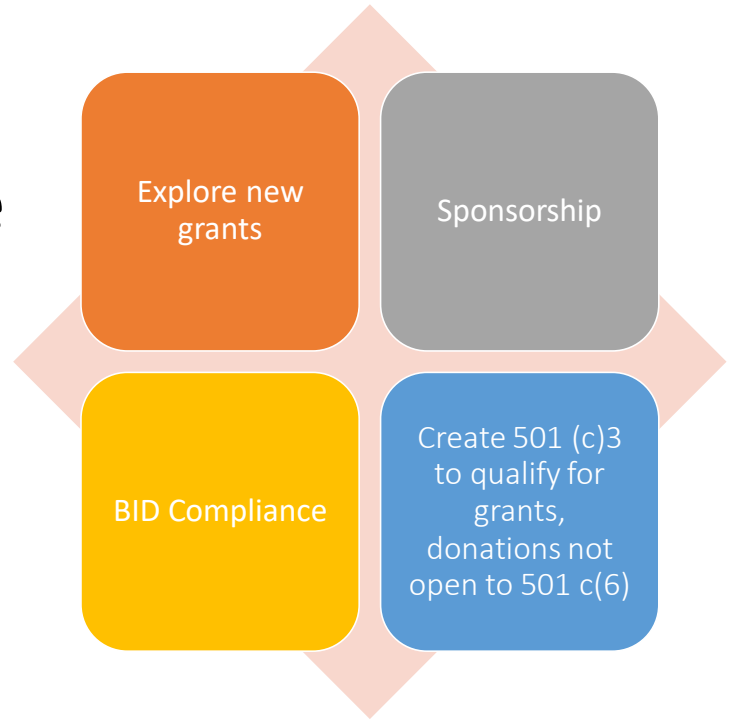 e
Explore new
grants
Sponsorship
BID Compliance
Create 501 (c)3
to qualify for
grants,
donations not
open to 501 c(6)